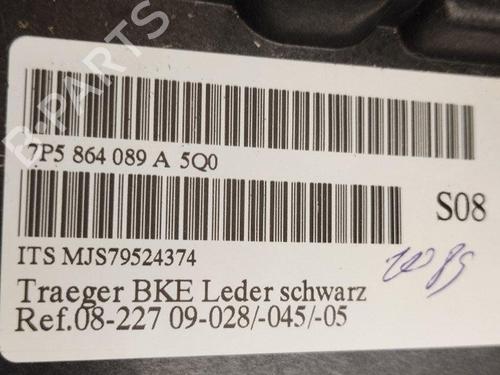 B-PARTS
7P5 864 089 A 5Q0
S08
ITS MJS79524374
Traeger BKE Leder schwarz
Ref.08-227 09-028/-045/-05